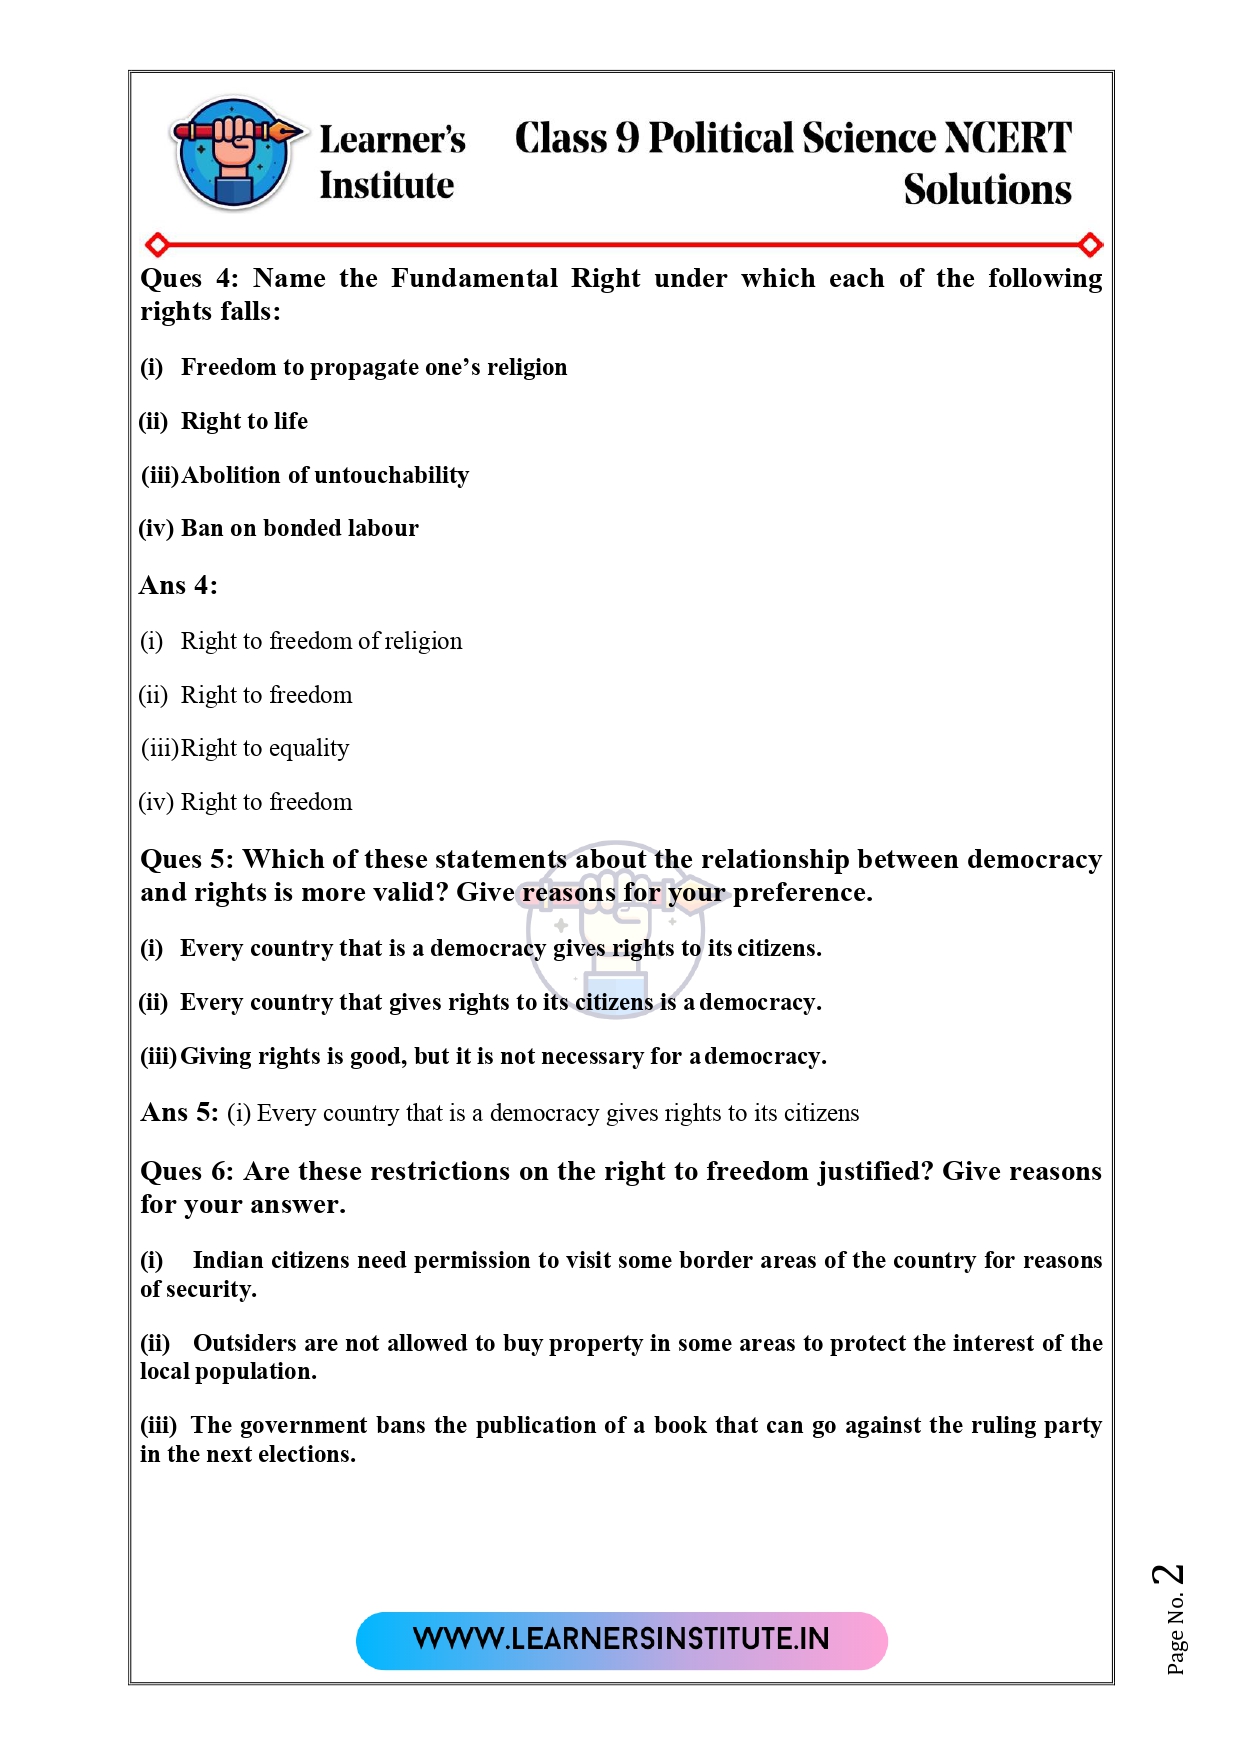 Learner’s
Institute
Class 9 Political Science NCERT
Solutions
Ques 4: Name the Fundamental Right under which each of the following
rights falls:
(i) Freedom to propagate one’s religion
(ii) Right to life
(iii) Abolition of untouchability
(iv) Ban on bonded labour
Ans 4:
(i) Right to freedom of religion
(ii) Right to freedom
(iii) Right to equality
(iv) Right to freedom
Ques 5: Which of these statements about the relationship between democracy
and rights is more valid? Give reasons for your preference.
(i) Every country that is a democracy gives rights to its citizens.
(ii) Every country that gives rights to its citizens is a democracy.
(iii) Giving rights is good, but it is not necessary for a democracy.
Ans 5: (i) Every country that is a democracy gives rights to its citizens
Ques 6: Are these restrictions on the right to freedom justified? Give reasons
for your answer.
(i) Indian citizens need permission to visit some border areas of the country for reasons
of security.
(ii) Outsiders are not allowed to buy property in some areas to protect the interest of the
local population.
(iii) The government bans the publication of a book that can go against the ruling party
in the next elections.
WWW.LEARNERSINSTITUTE.IN
Page No. 2